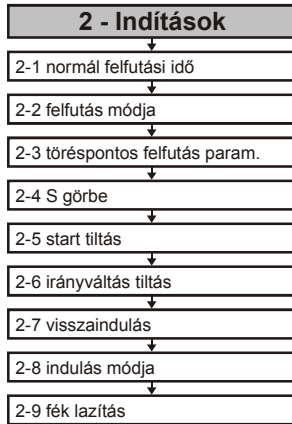 2 - Indítások
2-1 normál felfutási idő
2-2 felfutás módja
2-3 töréspontos felfutás param.
2-4 S görbe
2-5 start tiltás
2-6 irányváltás tiltás
2-7 visszaindulás
2-8 indulás módja
2-9 fék lazítás